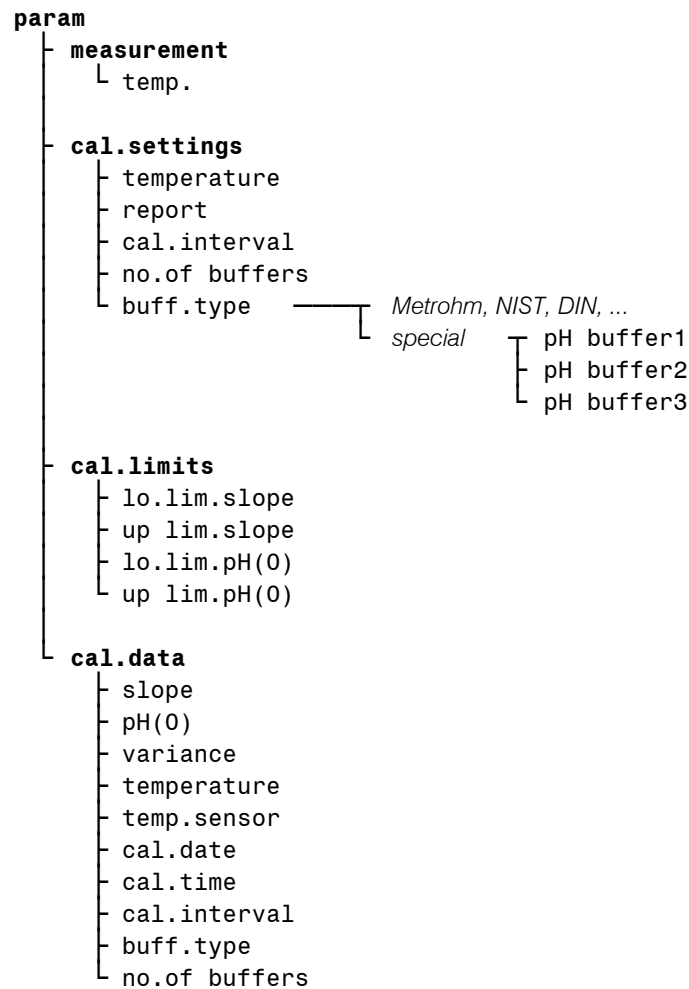 param
measurement
temp.
cal.settings
temperature
report
cal.interval
no.of buffers
buff.type Metrohm, NIST, DIN, ...
special pH buffer1
pH buffer2
pH buffer3
cal.limits
lo.lim.slope
up lim.slope
lo.lim.pH(0)
up lim.pH(0)
cal.data
slope
pH(0)
variance
temperature
temp.sensor
cal.date
cal.time
cal.interval
buff.type
no.of buffers